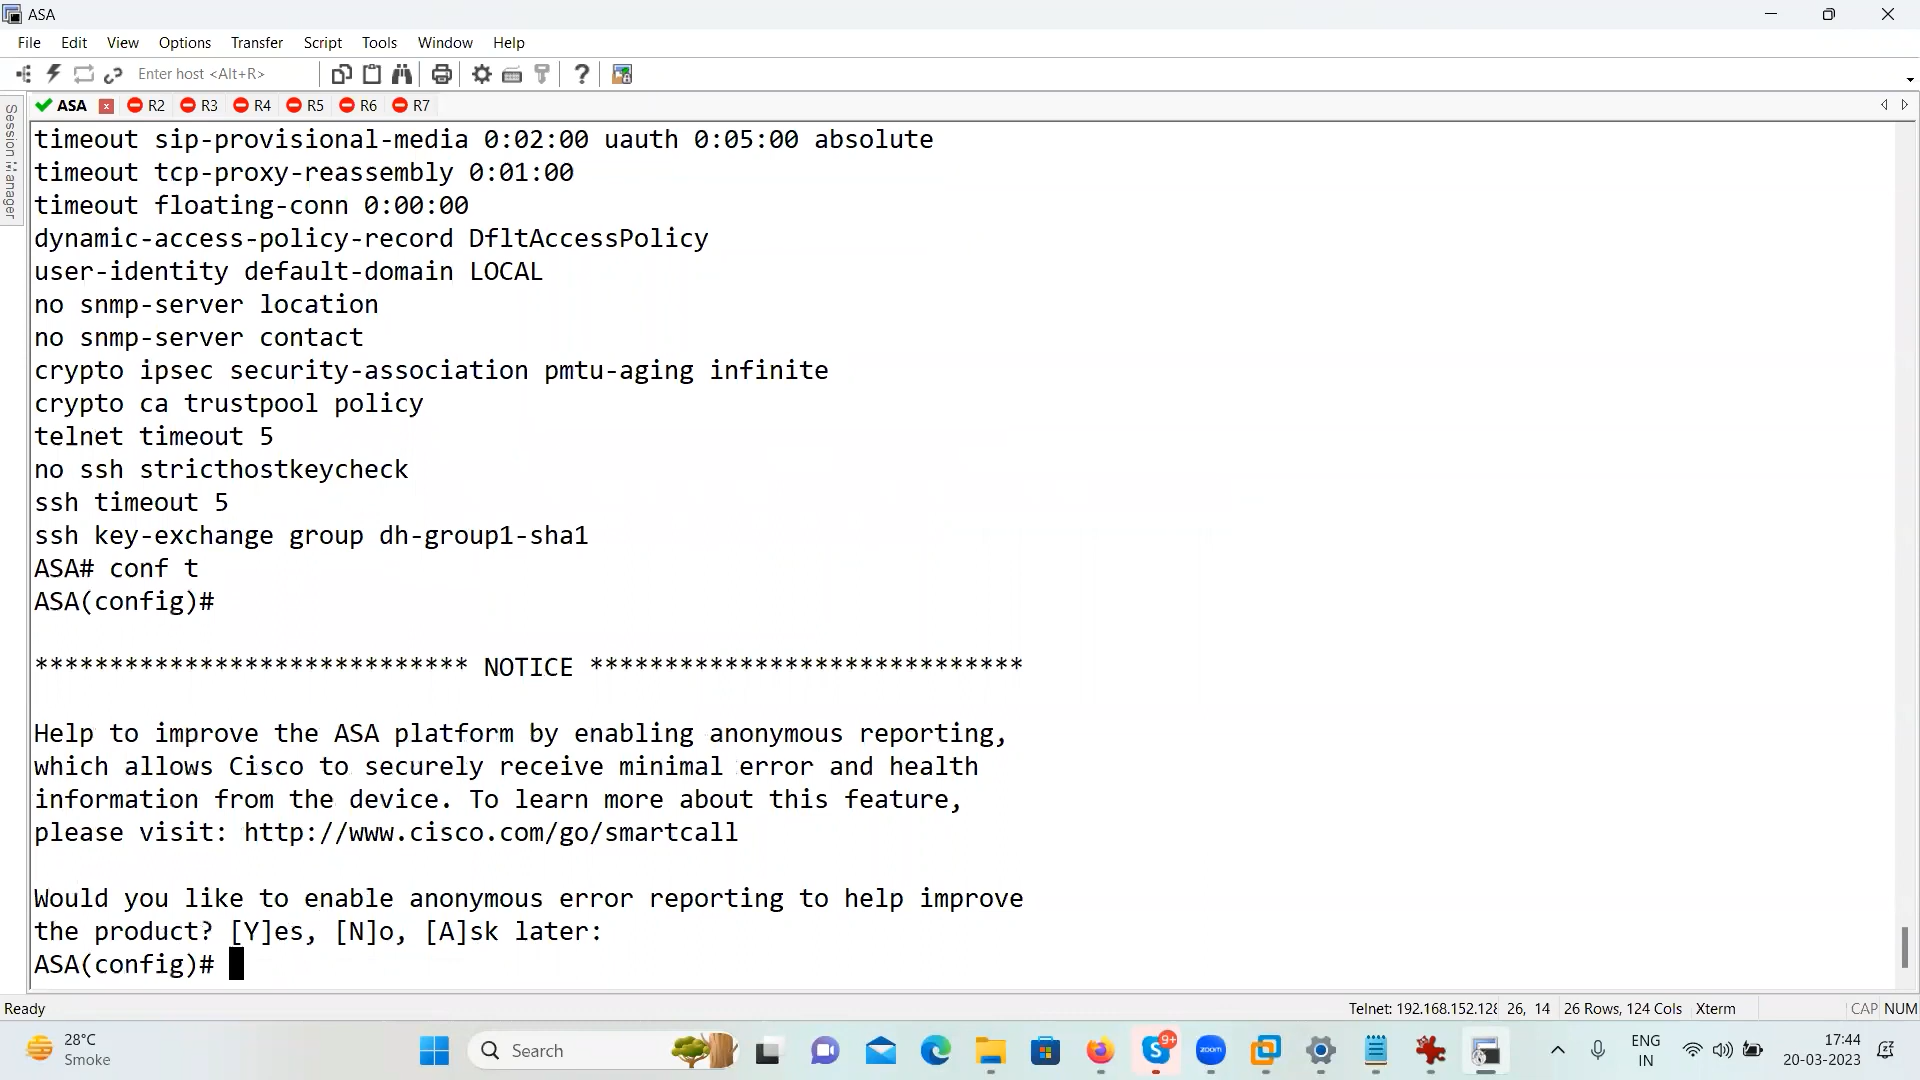 ASA
File Edit View Options Transfer Script Tools Window Help
Enter host <Alt+R>
ASA R2 R3 R4 R5 R6 R7
Session Manager
timeout sip-provisional-media 0:02:00 uauth 0:05:00 absolute
timeout tcp-proxy-reassembly 0:01:00
timeout floating-conn 0:00:00
dynamic-access-policy-record DfltAccessPolicy
user-identity default-domain LOCAL
no snmp-server location
no snmp-server contact
crypto ipsec security-association pmtu-aging infinite
crypto ca trustpool policy
telnet timeout 5
no ssh stricthostkeycheck
ssh timeout 5
ssh key-exchange group dh-group1-sha1
ASA# conf t
ASA(config)#
***************************** NOTICE *****************************
Help to improve the ASA platform by enabling anonymous reporting,
which allows Cisco to securely receive minimal error and health
information from the device. To learn more about this feature,
please visit: http://www.cisco.com/go/smartcall
Would you like to enable anonymous error reporting to help improve
the product? [Y]es, [N]o, [A]sk later:
ASA(config)#
Ready Telnet: 192.168.152.128 26, 14 26 Rows, 124 Cols Xterm CAP NUM
28°C
Smoke
Search
9+
zoom
ENG
IN
17:44
20-03-2023